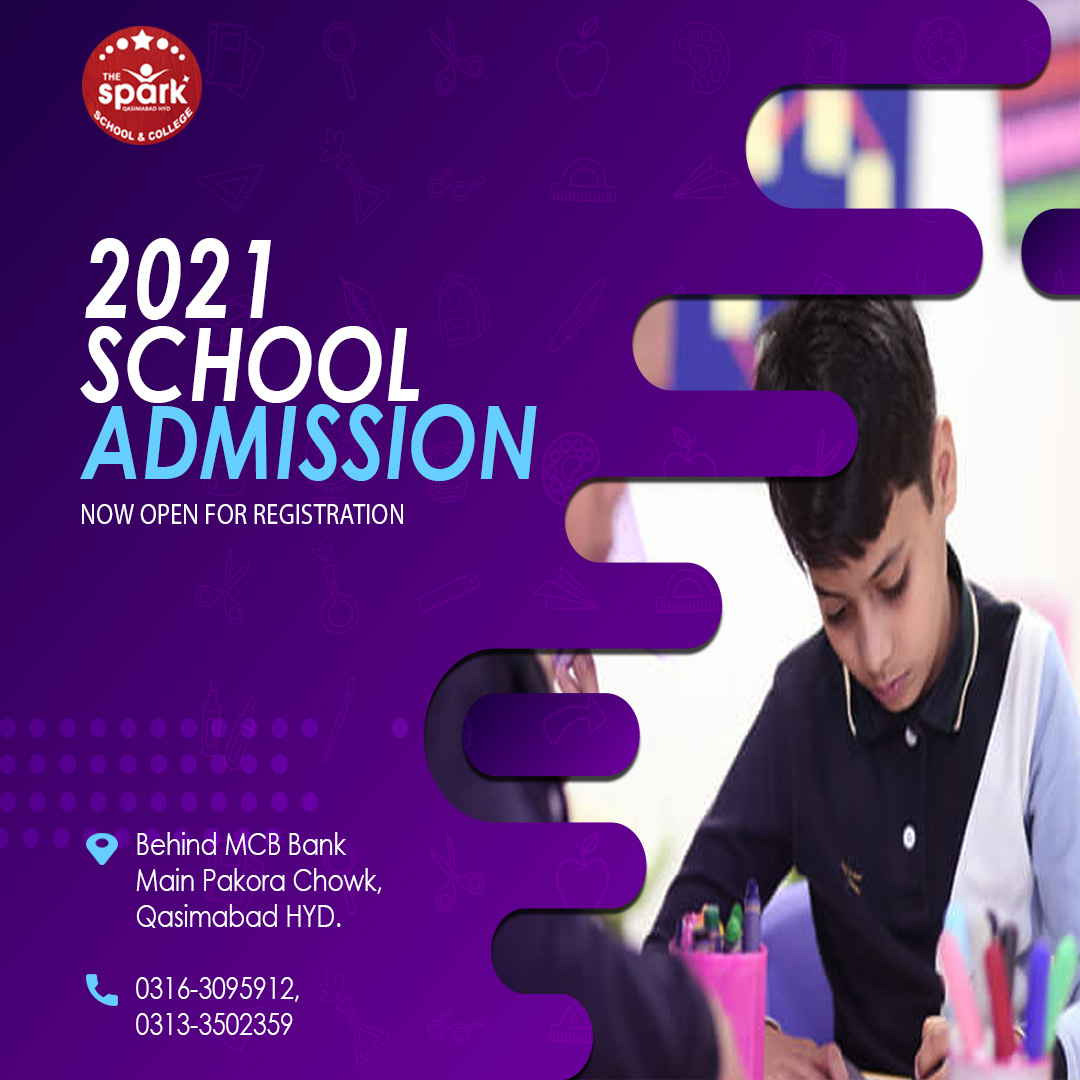 THE
spark
QASIMABAD HYD
SCHOOL & COLLEGE
2021
SCHOOL
ADMISSION
NOW OPEN FOR REGISTRATION
Behind MCB Bank
Main Pakora Chowk,
Qasimabad HYD.
0316-3095912,
0313-3502359